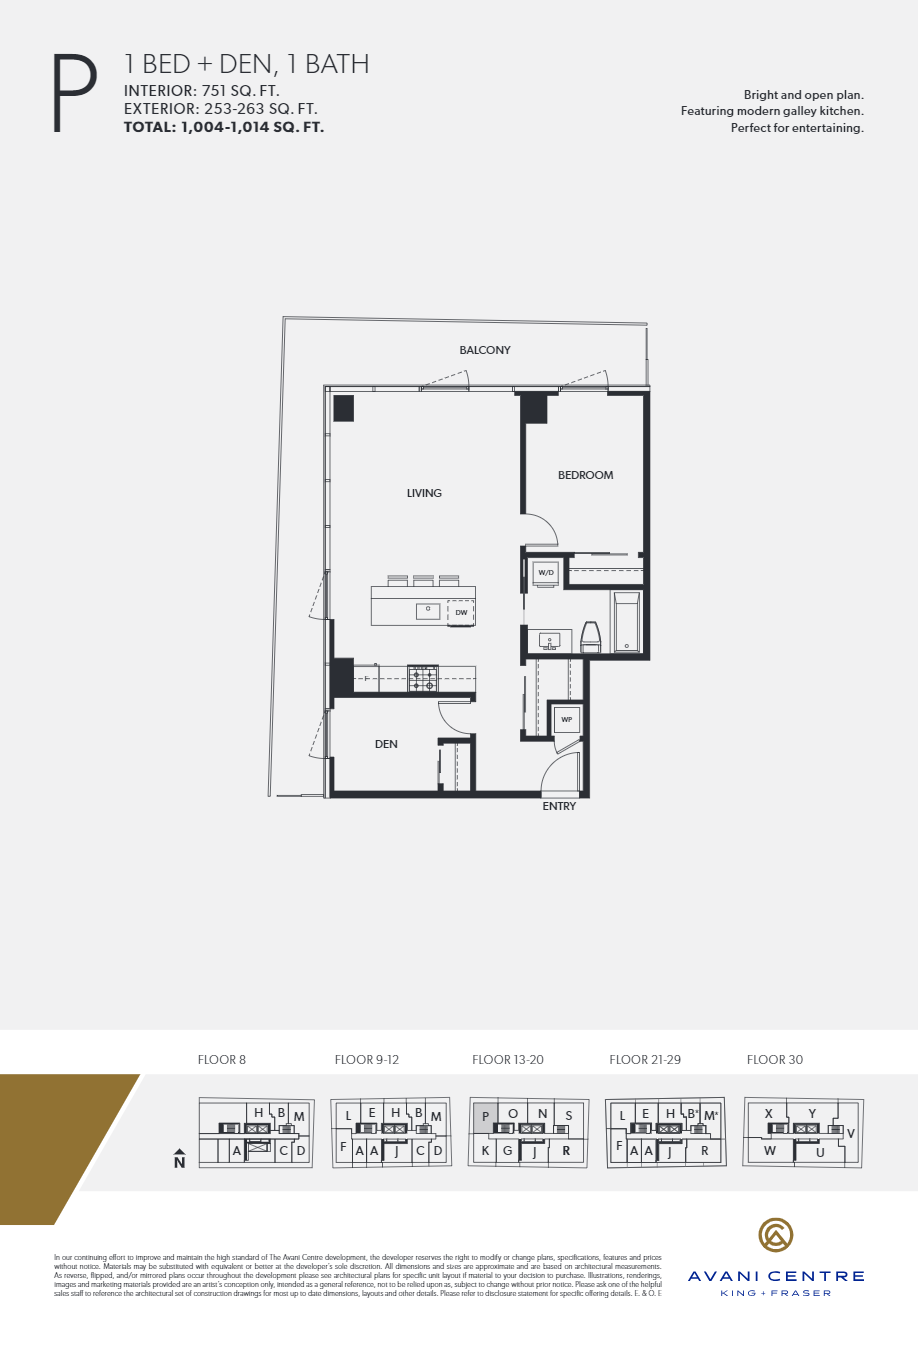 P
1 BED + DEN, 1 BATH
INTERIOR: 751 SQ. FT.
EXTERIOR: 253-263 SQ. FT.
TOTAL: 1,004-1,014 SQ. FT.
Bright and open plan.
Featuring modern galley kitchen.
Perfect for entertaining.
BALCONY
BEDROOM
LIVING
W/D
DW
F
WP
DEN
ENTRY
FLOOR 8 FLOOR 9-12 FLOOR 13-20 FLOOR 21-29 FLOOR 30
H B M
A C D
L E H B M
F A A J C D
P O N S
K G J R
L E H B* M*
F A A J R
X Y
V
W U
N
In our continuing effort to improve and maintain the high standard of The Avani Centre development, the developer reserves the right to modify or change plans, specifications, features and prices
without notice. Materials may be substituted with equivalent or better at the developer's sole discretion. All dimensions and sizes are approximate and are based on architectural measurements.
As reverse, flipped, and/or mirrored plans occur throughout the development please see architectural plans for specific unit layout if material to your decision to purchase. Illustrations, renderings,
images and marketing materials provided are an artist's conception only, intended as a general reference, not to be relied upon as, subject to change without prior notice. Please ask one of the helpful
sales staff to reference the architectural set of construction drawings for most up to date dimensions, layouts and other details. Please refer to disclosure statement for specific offering details. E. & O. E
AVANI CENTRE
KING + FRASER